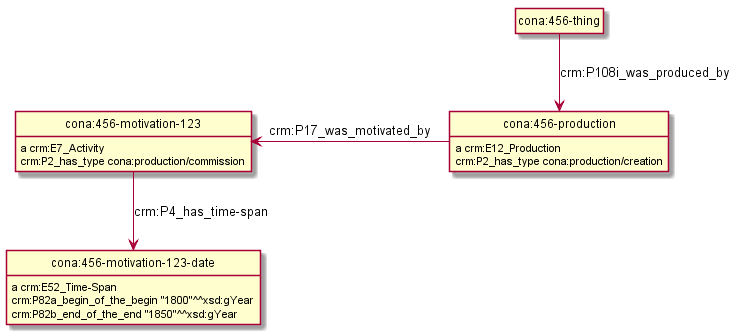 cona:456-thing
crm:P108i_was_produced_by
cona:456-motivation-123
a crm:E7_Activity
crm:P2_has_type cona:production/commission
crm:P17_was_motivated_by
cona:456-production
a crm:E12_Production
crm:P2_has_type cona:production/creation
crm:P4_has_time-span
cona:456-motivation-123-date
a crm:E52_Time-Span
crm:P82a_begin_of_the_begin "1800"^^xsd:gYear
crm:P82b_end_of_the_end "1850"^^xsd:gYear